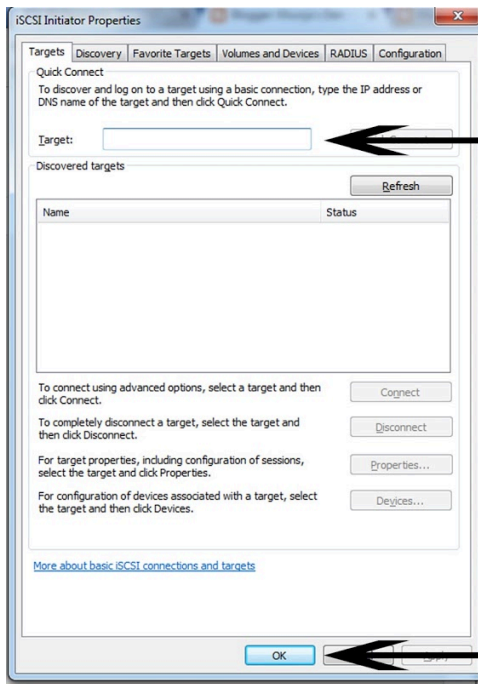 iSCSI Initiator Properties
Targets Discovery Favorite Targets Volumes and Devices RADIUS Configuration
Quick Connect
To discover and log on to a target using a basic connection, type the IP address or
DNS name of the target and then click Quick Connect.
Target:
Discovered targets
Refresh
Name Status
To connect using advanced options, select a target and then
click Connect.
Connect
To completely disconnect a target, select the target and
then click Disconnect.
Disconnect
For target properties, including configuration of sessions,
select the target and click Properties.
Properties...
For configuration of devices associated with a target, select
the target and then click Devices.
Devices...
More about basic iSCSI connections and targets
OK